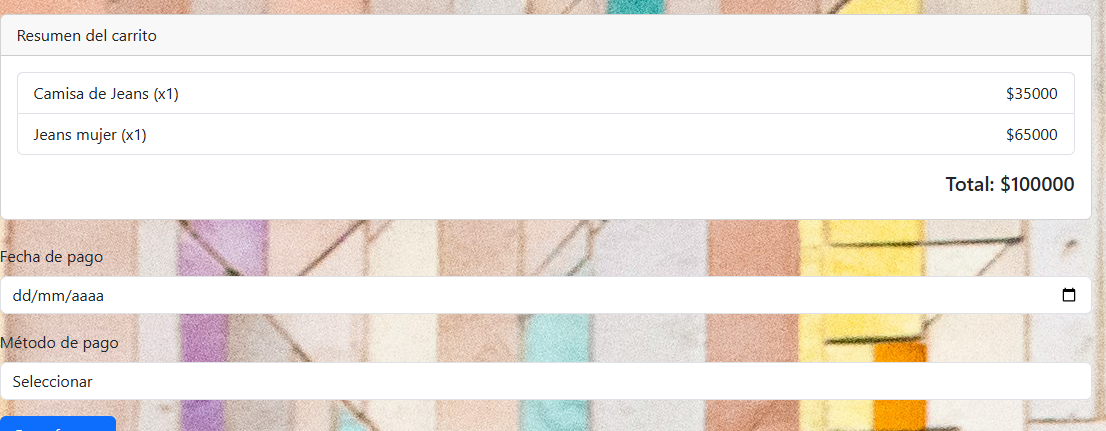 Resumen del carrito
Camisa de Jeans (x1) $35000
Jeans mujer (x1) $65000
Total: $100000
Fecha de pago
dd/mm/aaaa
Método de pago
Seleccionar